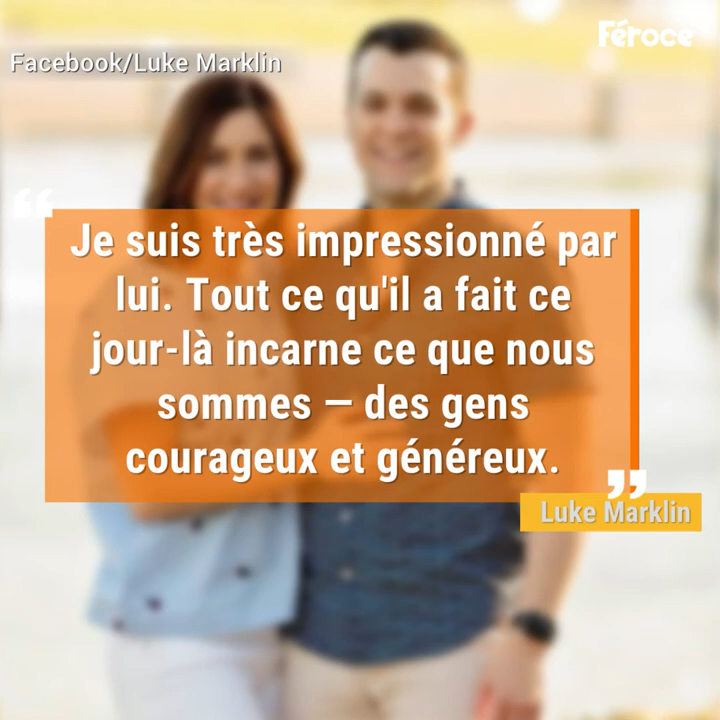 Féroce
Facebook/Luke Marklin
“
Je suis très impressionné par
lui. Tout ce qu'il a fait ce
jour-là incarne ce que nous
sommes — des gens
courageux et généreux.
”
Luke Marklin